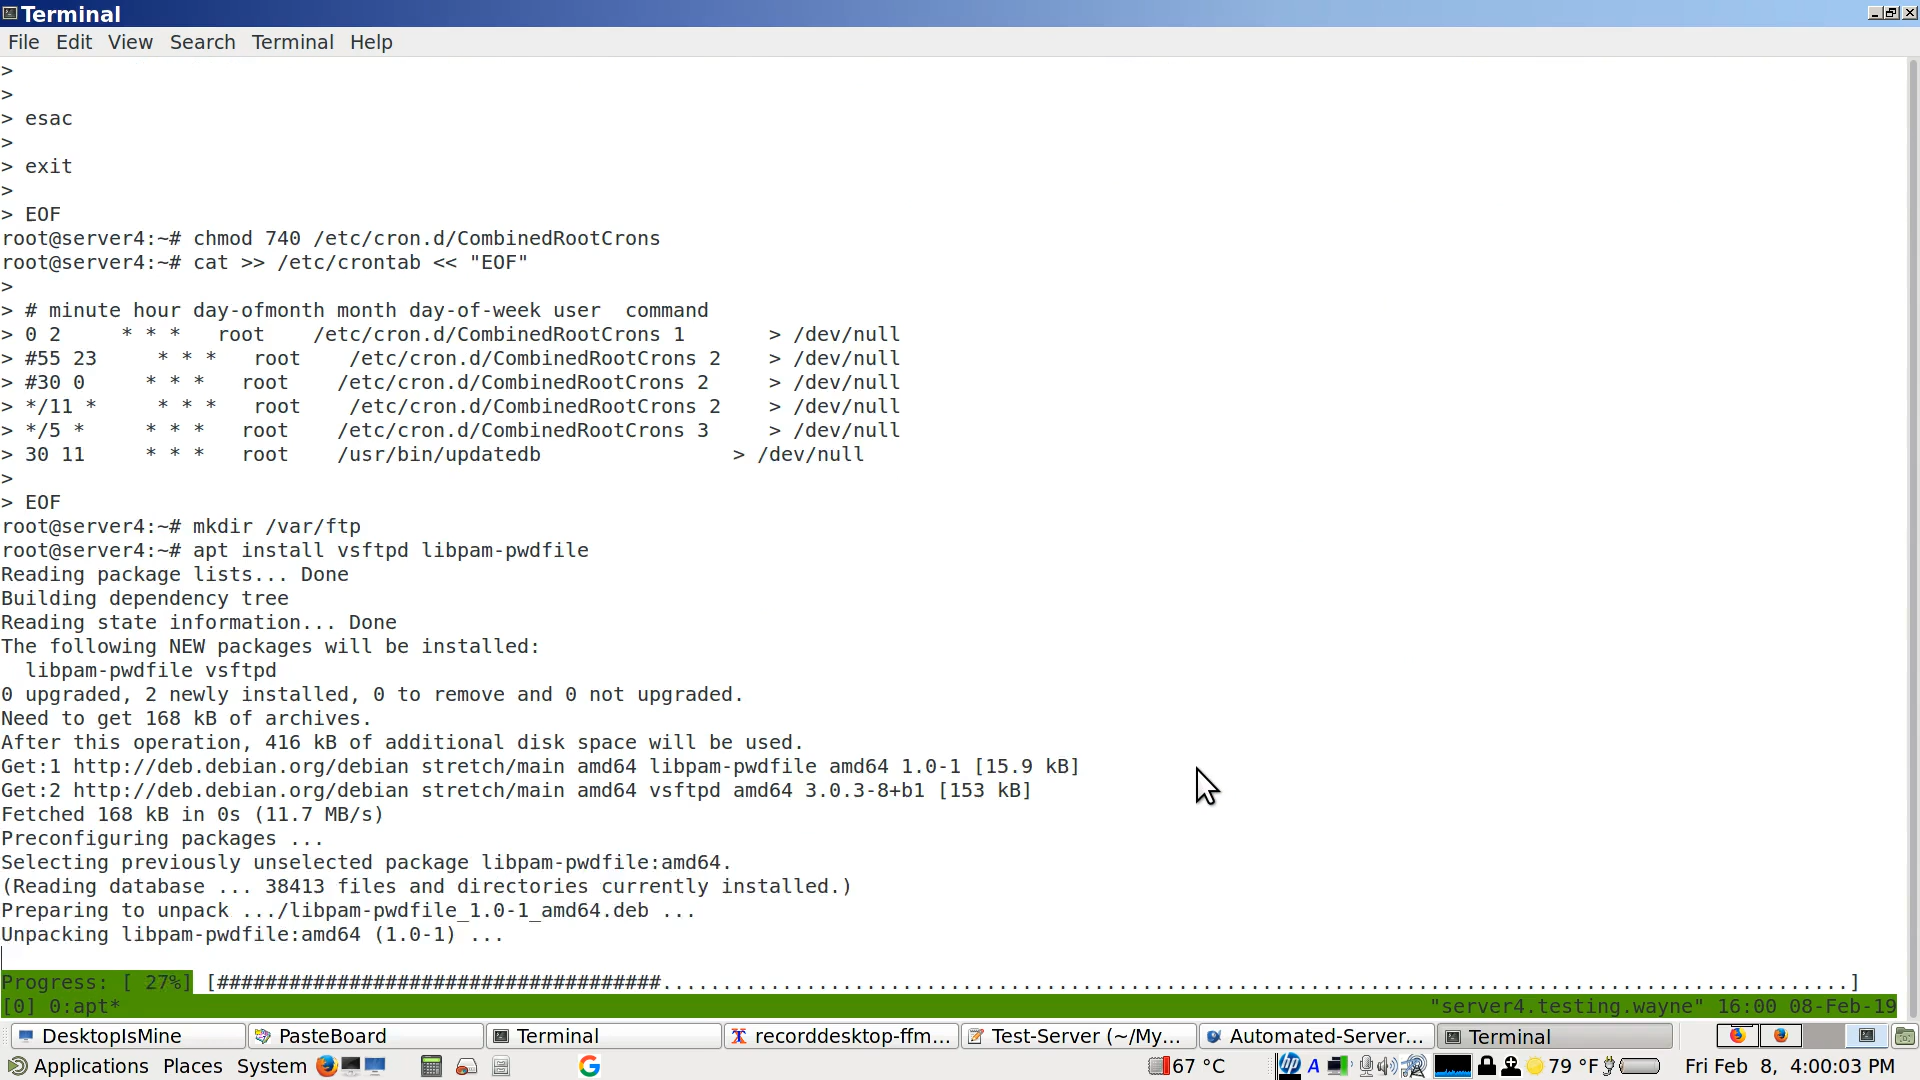 Terminal
File Edit View Search Terminal Help
>
>
> esac
>
> exit
>
> EOF
root@server4:~# chmod 740 /etc/cron.d/CombinedRootCrons
root@server4:~# cat >> /etc/crontab << "EOF"
>
> # minute hour day-ofmonth month day-of-week user  command
> 0 2     * * *   root    /etc/cron.d/CombinedRootCrons 1       > /dev/null
> #55 23     * * *   root    /etc/cron.d/CombinedRootCrons 2    > /dev/null
> #30 0     * * *   root    /etc/cron.d/CombinedRootCrons 2     > /dev/null
> */11 *     * * *   root    /etc/cron.d/CombinedRootCrons 2    > /dev/null
> */5 *     * * *   root    /etc/cron.d/CombinedRootCrons 3     > /dev/null
> 30 11     * * *   root    /usr/bin/updatedb                > /dev/null
>
> EOF
root@server4:~# mkdir /var/ftp
root@server4:~# apt install vsftpd libpam-pwdfile
Reading package lists... Done
Building dependency tree
Reading state information... Done
The following NEW packages will be installed:
  libpam-pwdfile vsftpd
0 upgraded, 2 newly installed, 0 to remove and 0 not upgraded.
Need to get 168 kB of archives.
After this operation, 416 kB of additional disk space will be used.
Get:1 http://deb.debian.org/debian stretch/main amd64 libpam-pwdfile amd64 1.0-1 [15.9 kB]
Get:2 http://deb.debian.org/debian stretch/main amd64 vsftpd amd64 3.0.3-8+b1 [153 kB]
Fetched 168 kB in 0s (11.7 MB/s)
Preconfiguring packages ...
Selecting previously unselected package libpam-pwdfile:amd64.
(Reading database ... 38413 files and directories currently installed.)
Preparing to unpack .../libpam-pwdfile_1.0-1_amd64.deb ...
Unpacking libpam-pwdfile:amd64 (1.0-1) ...
Progress: [ 27%] [#####################################...................................................................................................]
[0] 0:apt* "server4.testing.wayne" 16:00 08-Feb-19
DesktopIsMine PasteBoard Terminal recorddesktop-ffm... Test-Server (~/My... Automated-Server... Terminal
Applications Places System 67 °C hp A 79 °F Fri Feb 8, 4:00:03 PM